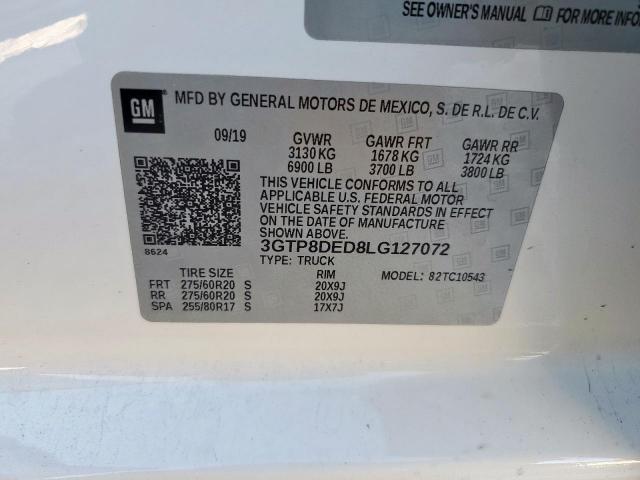 SEE OWNER'S MANUAL FOR MORE INFO
GM
MFD BY GENERAL MOTORS DE MEXICO, S. DE R.L. DE C.V.
09/19 GVWR GAWR FRT GAWR RR
3130 KG 1678 KG 1724 KG
6900 LB 3700 LB 3800 LB
THIS VEHICLE CONFORMS TO ALL
APPLICABLE U.S. FEDERAL MOTOR
VEHICLE SAFETY STANDARDS IN
EFFECT ON THE DATE OF MANUFACTURE
SHOWN ABOVE.
8624
3GTP8DED8LG127072
TYPE: TRUCK
MODEL: 82TC10543
TIRE SIZE RIM
FRT 275/60R20 S 20X9J
RR 275/60R20 S 20X9J
SPA 255/80R17 S 17X7J